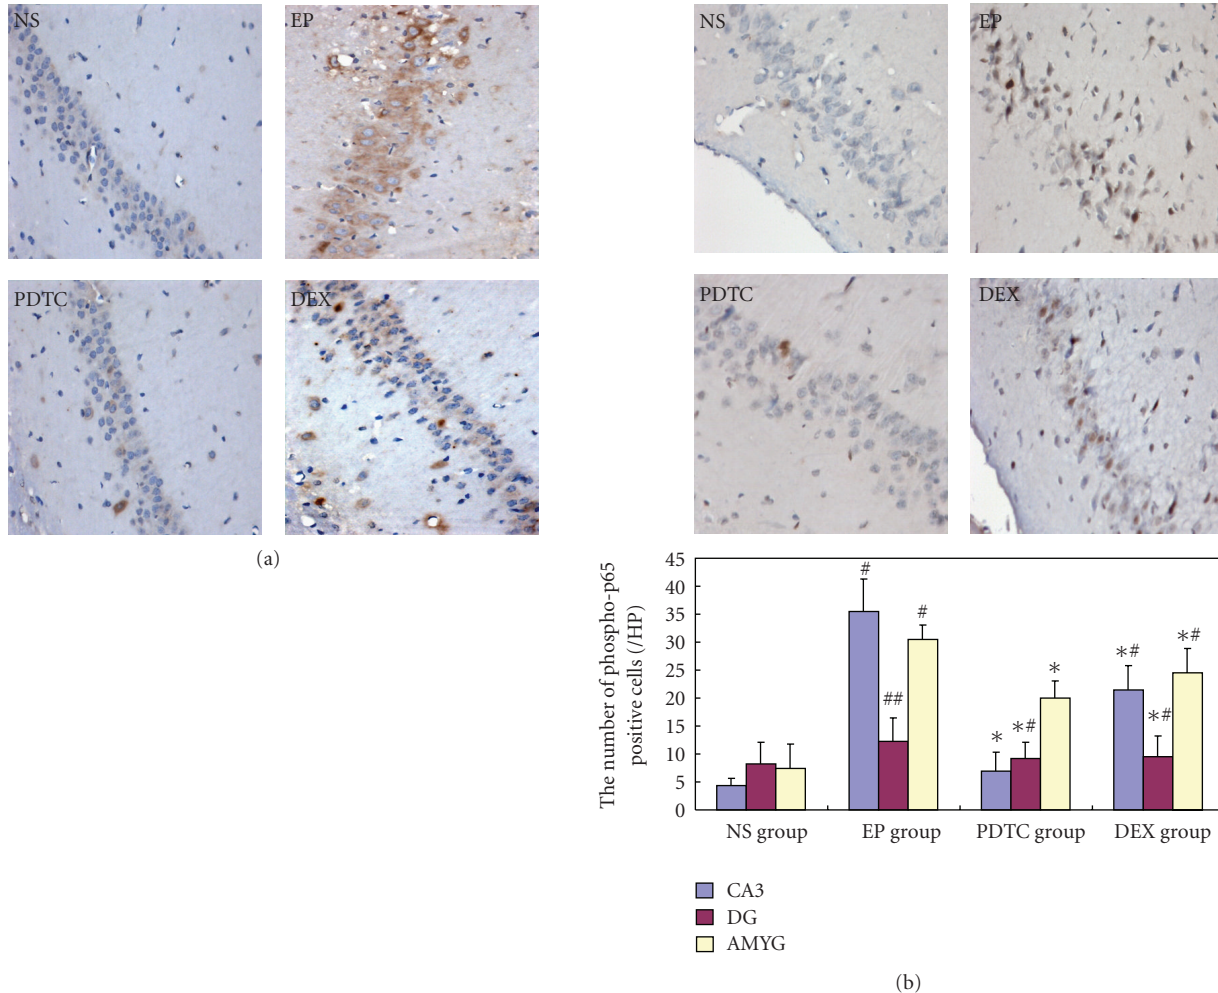 NS
EP
PDTC
DEX
(a)
NS
EP
PDTC
DEX
The number of phospho-p65
positive cells (/HP)
45
40
35
30
25
20
15
10
5
0
#
##
#
*
*#
*
*#
*#
*#
NS group
EP group
PDTC group
DEX group
CA3
DG
AMYG
(b)